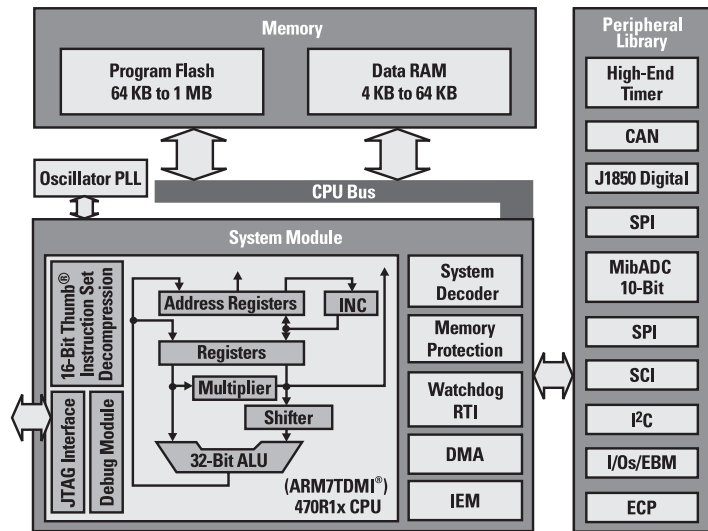 Memory
Program Flash
64 KB to 1 MB
Data RAM
4 KB to 64 KB
Oscillator PLL
CPU Bus
System Module
16-Bit Thumb®
Instruction Set
Decompression
JTAG Interface
Debug Module
Address Registers
INC
Registers
Multiplier
Shifter
32-Bit ALU
(ARM7TDMI®)
470R1x CPU
System
Decoder
Memory
Protection
Watchdog
RTI
DMA
IEM
Peripheral
Library
High-End
Timer
CAN
J1850 Digital
SPI
MibADC
10-Bit
SPI
SCI
I²C
I/Os/EBM
ECP